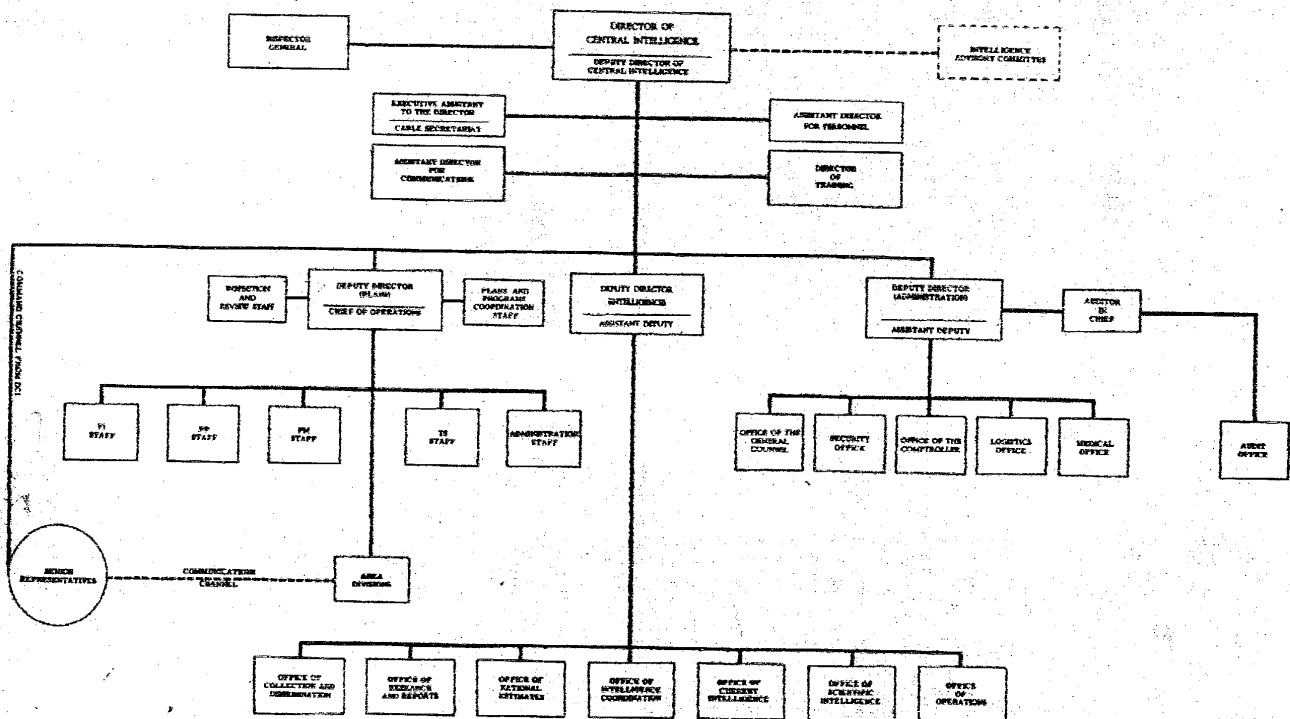 INSPECTOR
GENERAL
DIRECTOR OF
CENTRAL INTELLIGENCE
DEPUTY DIRECTOR OF
CENTRAL INTELLIGENCE
INTELLIGENCE
ADVISORY COMMITTEE
EXECUTIVE ASSISTANT
TO THE DIRECTOR
CABLE SECRETARIAT
ASSISTANT DIRECTOR
FOR PERSONNEL
ASSISTANT DIRECTOR
FOR
COMMUNICATIONS
DIRECTOR
OF
TRAINING
COMMAND CHANNEL FROM DCI
INSPECTION
AND
REVIEW STAFF
DEPUTY DIRECTOR
(PLANS)
CHIEF OF OPERATIONS
PLANS AND
PROGRAMS
COORDINATION
STAFF
DEPUTY DIRECTOR
INTELLIGENCE
ASSISTANT DEPUTY
DEPUTY DIRECTOR
(ADMINISTRATION)
ASSISTANT DEPUTY
AUDITOR
IN
CHIEF
FI
STAFF
PP
STAFF
PM
STAFF
TS
STAFF
ADMINISTRATION
STAFF
OFFICE OF THE
GENERAL
COUNSEL
SECURITY
OFFICE
OFFICE OF THE
COMPTROLLER
LOGISTICS
OFFICE
MEDICAL
OFFICE
AUDIT
OFFICE
SENIOR
REPRESENTATIVES
COMMUNICATIONS
CHANNEL
AREA
DIVISIONS
OFFICE OF
COLLECTION AND
DISSEMINATION
OFFICE OF
RESEARCH
AND REPORTS
OFFICE OF
NATIONAL
ESTIMATES
OFFICE OF
INTELLIGENCE
COORDINATION
OFFICE OF
CURRENT
INTELLIGENCE
OFFICE OF
SCIENTIFIC
INTELLIGENCE
OFFICE
OF
OPERATIONS